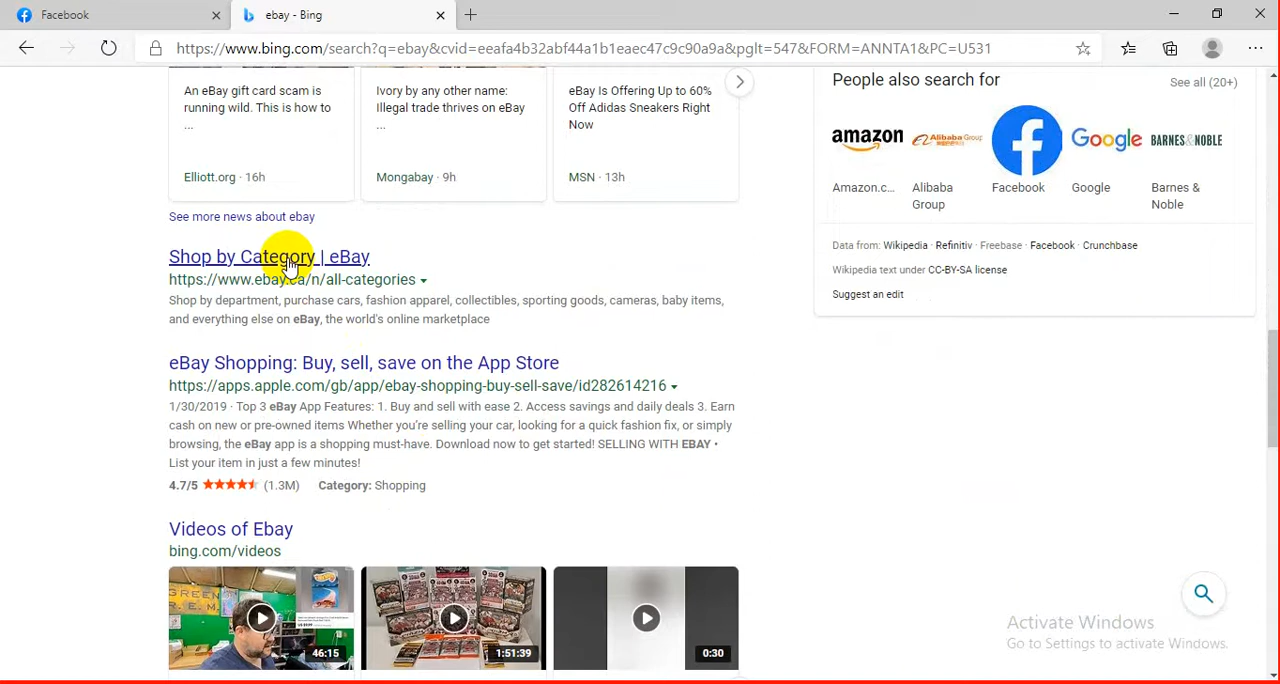 Facebook
ebay - Bing
https://www.bing.com/search?q=ebay&cvid=eeafa4b32abf44a1b1eaec47c9c90a9a&pglt=547&FORM=ANNTA1&PC=U531
An eBay gift card scam is
running wild. This is how to
...
Elliott.org · 16h
Ivory by any other name:
Illegal trade thrives on eBay
...
Mongabay · 9h
eBay Is Offering Up to 60%
Off Adidas Sneakers Right
Now
MSN · 13h
See more news about ebay
Shop by Category | eBay
https://www.ebay.ca/n/all-categories
Shop by department, purchase cars, fashion apparel, collectibles, sporting goods, cameras, baby items,
and everything else on eBay, the world's online marketplace
eBay Shopping: Buy, sell, save on the App Store
https://apps.apple.com/gb/app/ebay-shopping-buy-sell-save/id282614216
1/30/2019 · Top 3 eBay App Features: 1. Buy and sell with ease 2. Access savings and daily deals 3. Earn
cash on new or pre-owned items Whether you're selling your car, looking for a quick fashion fix, or simply
browsing, the eBay app is a shopping must-have. Download now to get started! SELLING WITH EBAY •
List your item in just a few minutes!
4.7/5 (1.3M) Category: Shopping
Videos of Ebay
bing.com/videos
46:15
1:51:39
0:30
People also search for
See all (20+)
amazon
Alibaba Group
Google
BARNES&NOBLE
Amazon.c...
Alibaba
Group
Facebook
Google
Barnes &
Noble
Data from: Wikipedia · Refinitiv · Freebase · Facebook · Crunchbase
Wikipedia text under CC-BY-SA license
Suggest an edit
Activate Windows
Go to Settings to activate Windows.